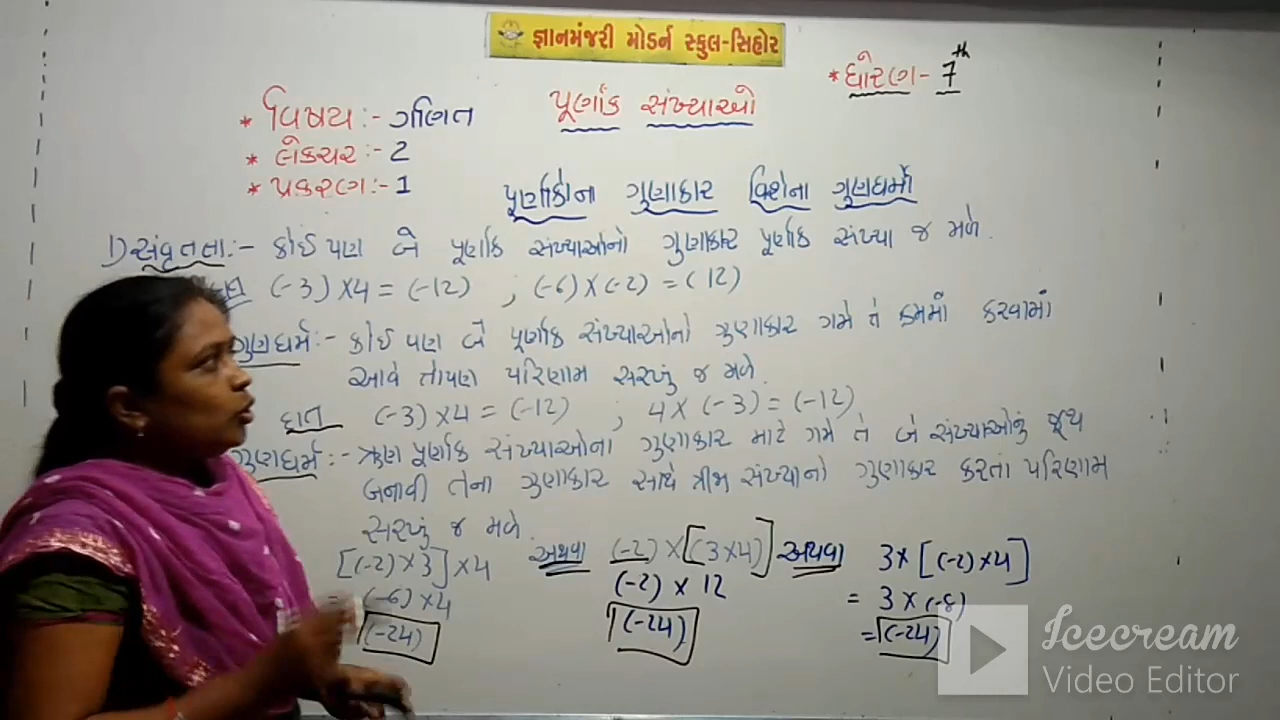 જ્ઞાનમંજરી મોડર્ન સ્કુલ-સિહોર
* ધોરણ- 7th
પૂર્ણાંક સંખ્યાઓ
* વિષય :- ગણિત
* લેક્ચર :- 2
* પ્રકરણ :- 1
પૂર્ણાંકોના ગુણાકાર વિશેના ગુણધર્મો
1) સંવૃતતા :- કોઈ પણ બે પૂર્ણાંક સંખ્યાઓનો ગુણાકાર પૂર્ણાંક સંખ્યા જ મળે.
(-3) × 4 = (-12) ; (-6) × (-2) = (12)
ગુણધર્મ :- કોઈ પણ બે પૂર્ણાંક સંખ્યાઓનો ગુણાકાર ગમે તે ક્રમમાં કરવામાં
આવે તોપણ પરિણામ સરખું જ મળે.
દા.ત (-3) × 4 = (-12) ; 4 × (-3) = (-12)
ગુણધર્મ :- ત્રણ પૂર્ણાંક સંખ્યાઓના ગુણાકાર માટે ગમે તે બે સંખ્યાઓનું જૂથ
બનાવી તેના ગુણાકાર સાથે ત્રીજી સંખ્યાનો ગુણાકાર કરતાં પરિણામ
સરખું જ મળે.
[(-2) × 3] × 4 અથવા (-2) × [(3 × 4)] અથવા 3 × [(-2) × 4]
= (-6) × 4 (-2) × 12 = 3 × (-8)
(-24) (-24) = (-24)
Icecream
Video Editor